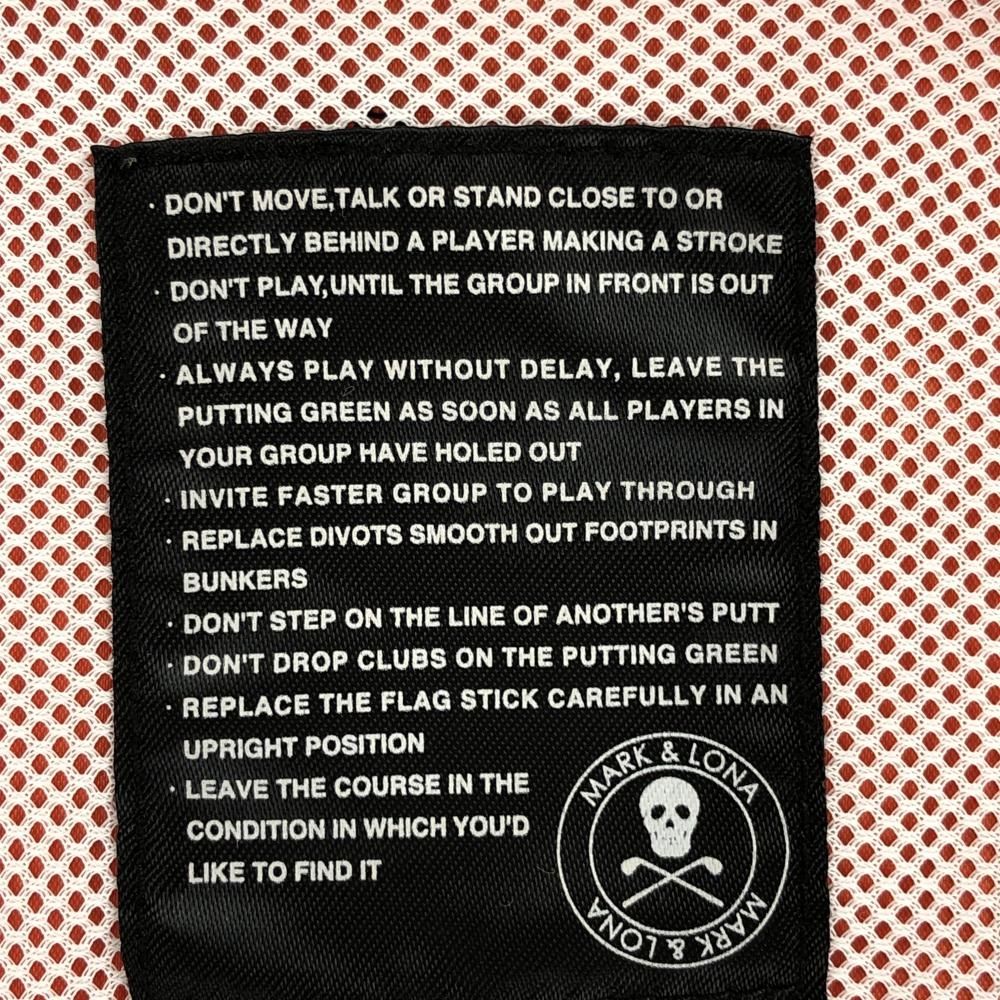 · DON'T MOVE,TALK OR STAND CLOSE TO OR
DIRECTLY BEHIND A PLAYER MAKING A STROKE
· DON'T PLAY,UNTIL THE GROUP IN FRONT IS OUT
OF THE WAY
· ALWAYS PLAY WITHOUT DELAY, LEAVE THE
PUTTING GREEN AS SOON AS ALL PLAYERS IN
YOUR GROUP HAVE HOLED OUT
· INVITE FASTER GROUP TO PLAY THROUGH
· REPLACE DIVOTS SMOOTH OUT FOOTPRINTS IN
BUNKERS
· DON'T STEP ON THE LINE OF ANOTHER'S PUTT
· DON'T DROP CLUBS ON THE PUTTING GREEN
· REPLACE THE FLAG STICK CAREFULLY IN AN
UPRIGHT POSITION
· LEAVE THE COURSE IN THE
CONDITION IN WHICH YOU'D
LIKE TO FIND IT
MARK & LONA
MARK & LONA